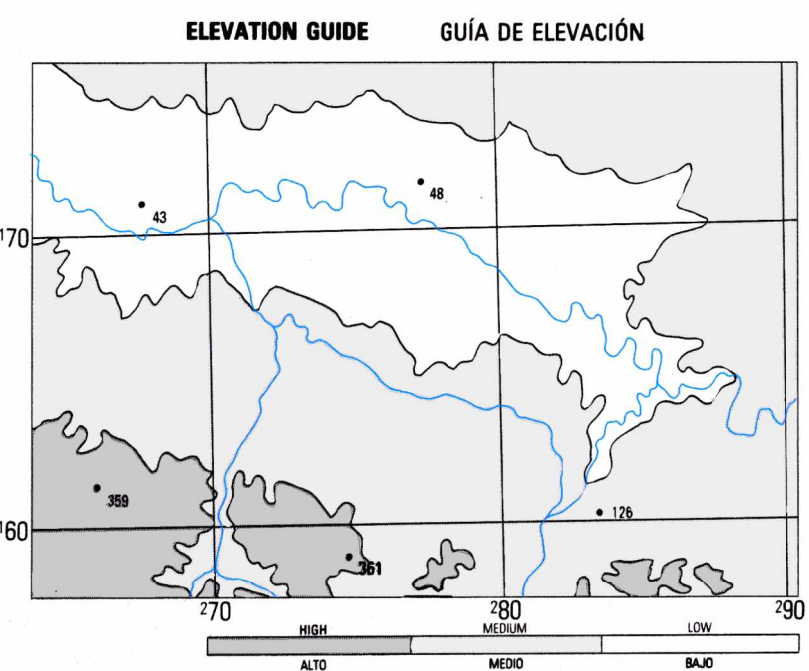 ELEVATION GUIDE GUÍA DE ELEVACIÓN
48
43
170
359
126
160
361
270 280 290
HIGH MEDIUM LOW
ALTO MEDIO BAJO